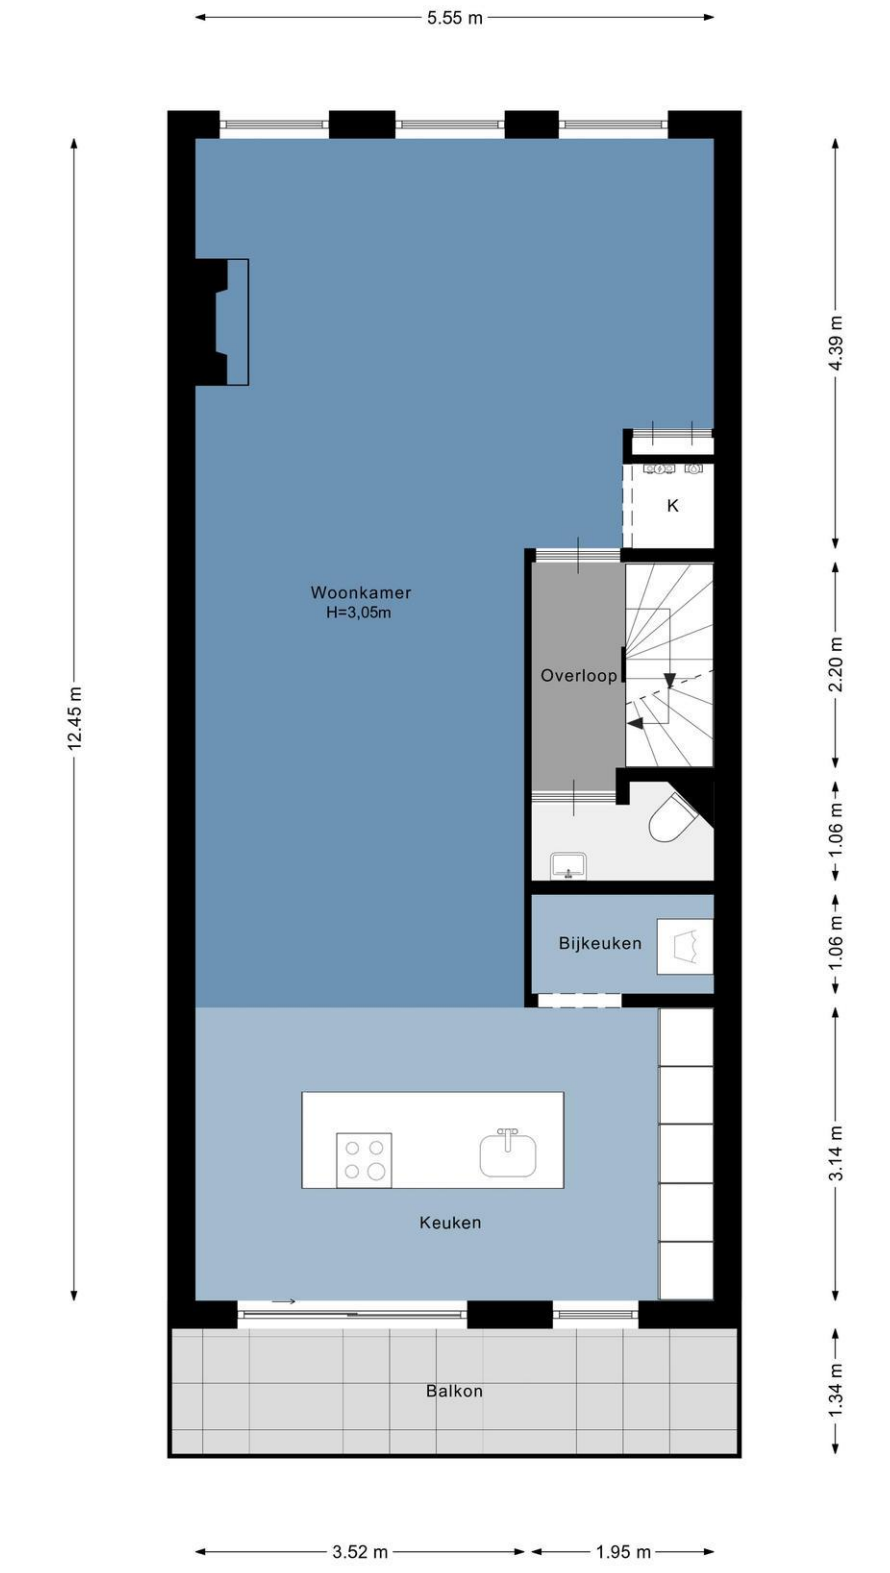 5.55 m
4.39 m
K
Woonkamer
H=3,05m
Overloop
2.20 m
12.45 m
1.06 m
Bijkeuken
1.06 m
3.14 m
Keuken
Balkon
1.34 m
3.52 m
1.95 m